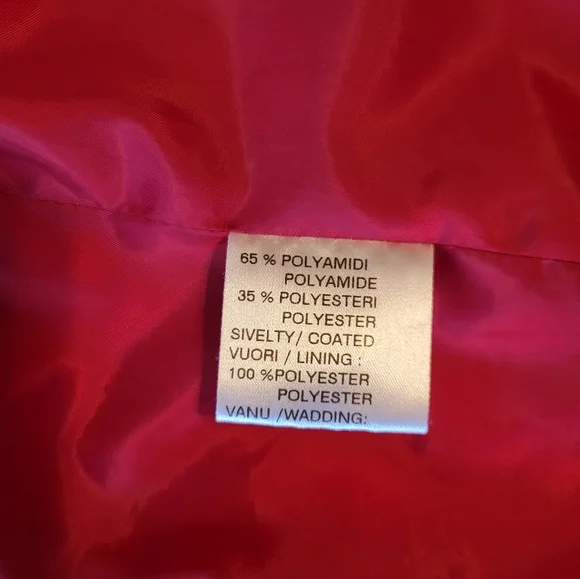 65 % POLYAMIDI
POLYAMIDE
35 % POLYESTERI
POLYESTER
SIVELTY/ COATED
VUORI / LINING :
100 %POLYESTER
POLYESTER
VANU /WADDING: